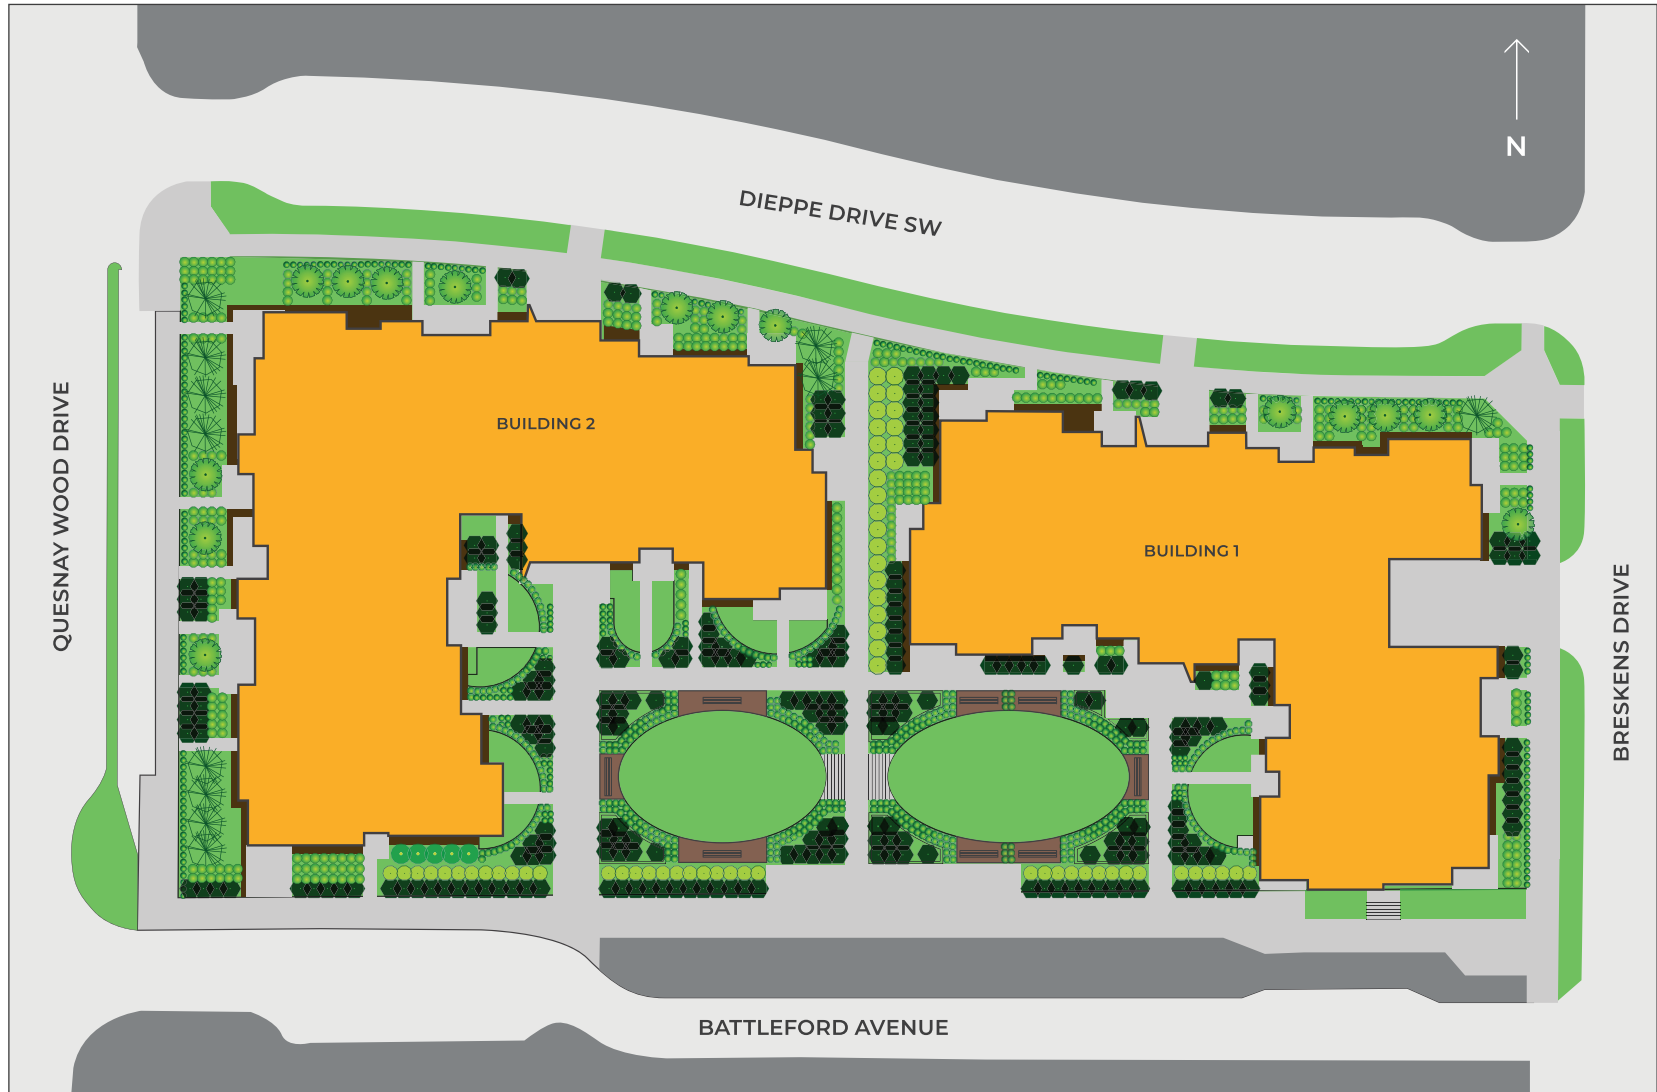 N
DIEPPE DRIVE SW
QUESNAY WOOD DRIVE
BUILDING 2
BUILDING 1
BRESKENS DRIVE
BATTLEFORD AVENUE